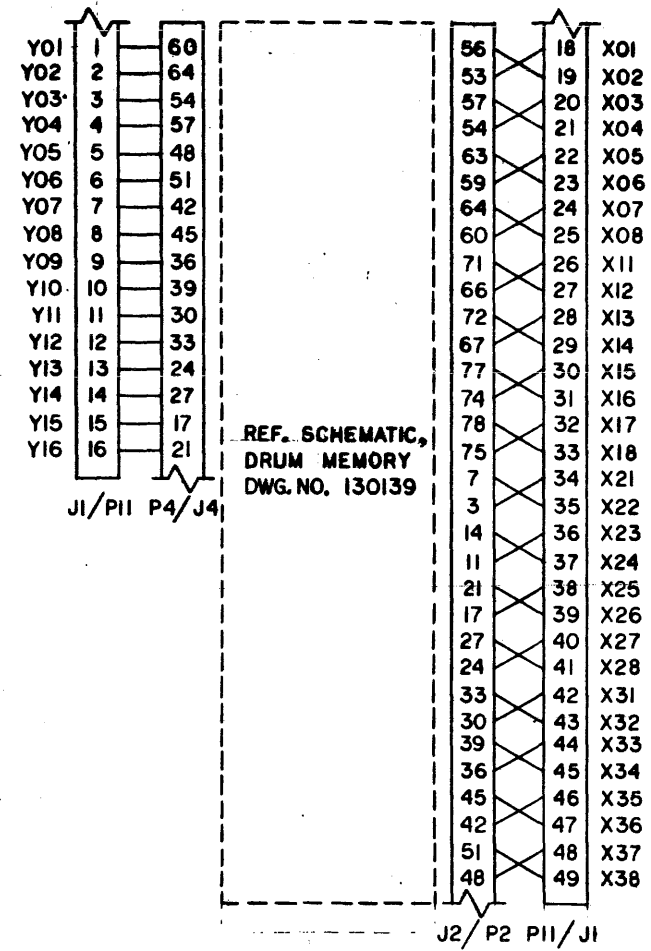 Y01 1 60
Y02 2 64
Y03 3 54
Y04 4 57
Y05 5 48
Y06 6 51
Y07 7 42
Y08 8 45
Y09 9 36
Y10 10 39
Y11 11 30
Y12 12 33
Y13 13 24
Y14 14 27
Y15 15 17
Y16 16 21
J1/P11 P4/J4
REF. SCHEMATIC,
DRUM MEMORY
DWG. NO. 130139
56 18 X01
53 19 X02
57 20 X03
54 21 X04
63 22 X05
59 23 X06
64 24 X07
60 25 X08
71 26 X11
66 27 X12
72 28 X13
67 29 X14
77 30 X15
74 31 X16
78 32 X17
75 33 X18
7 34 X21
3 35 X22
14 36 X23
11 37 X24
21 38 X25
17 39 X26
27 40 X27
24 41 X28
33 42 X31
30 43 X32
39 44 X33
36 45 X34
45 46 X35
42 47 X36
51 48 X37
48 49 X38
J2/P2 P11/J1